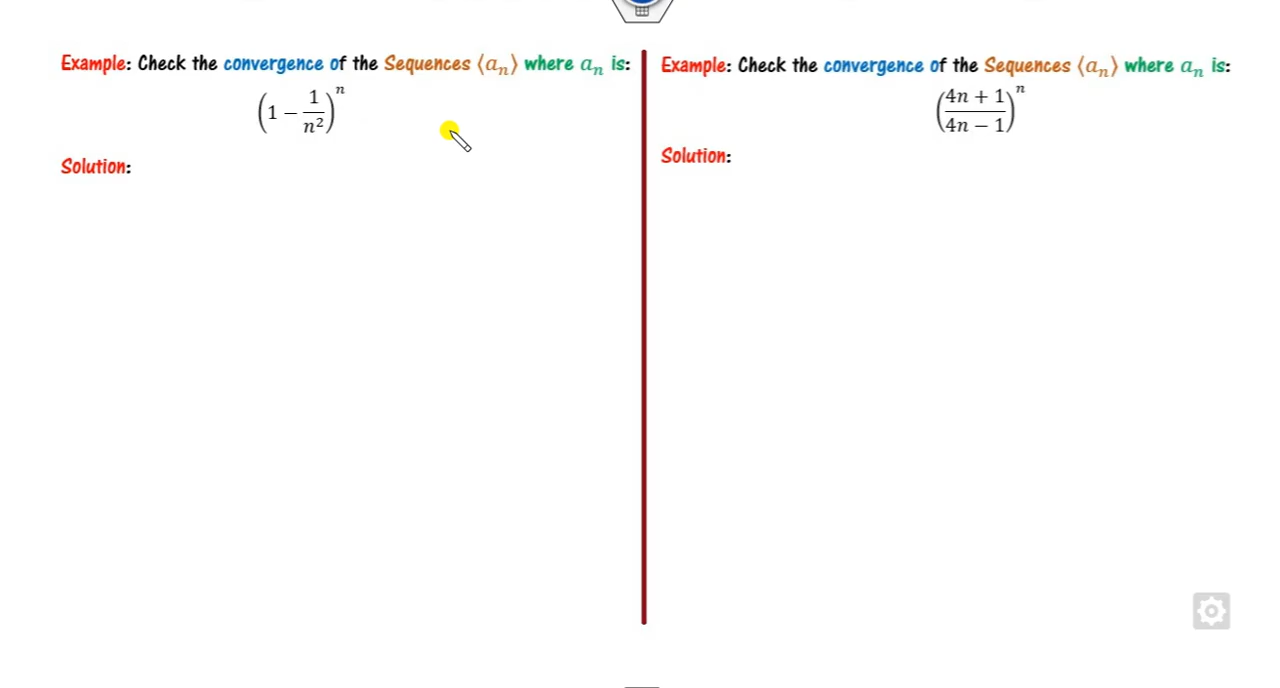 Example: Check the convergence of the Sequences ⟨aₙ⟩ where aₙ is:
(1 − 1/n²)ⁿ
Solution:
Example: Check the convergence of the Sequences ⟨aₙ⟩ where aₙ is:
((4n + 1)/(4n − 1))ⁿ
Solution: